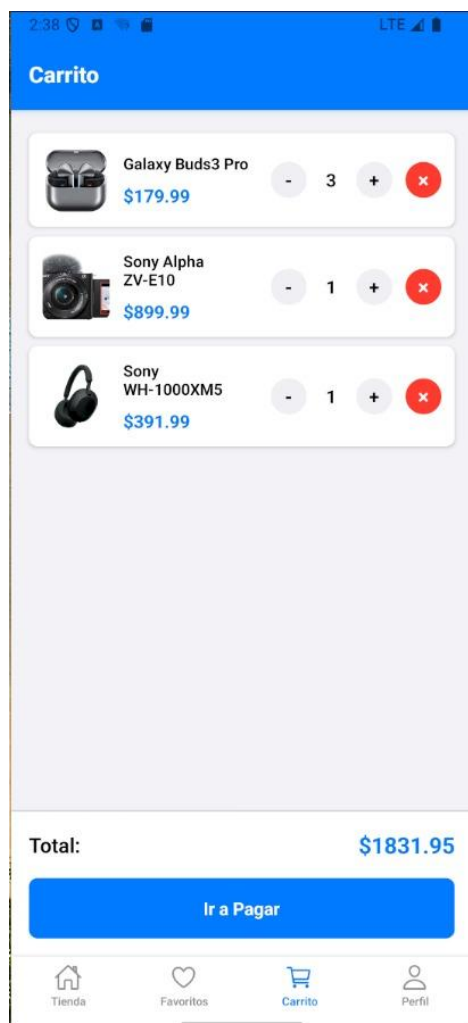 2:38
LTE
Carrito
Galaxy Buds3 Pro
$179.99
- 3 + ×
Sony Alpha
ZV-E10
$899.99
- 1 + ×
Sony
WH-1000XM5
$391.99
- 1 + ×
Total: $1831.95
Ir a Pagar
Tienda Favoritos Carrito Perfil